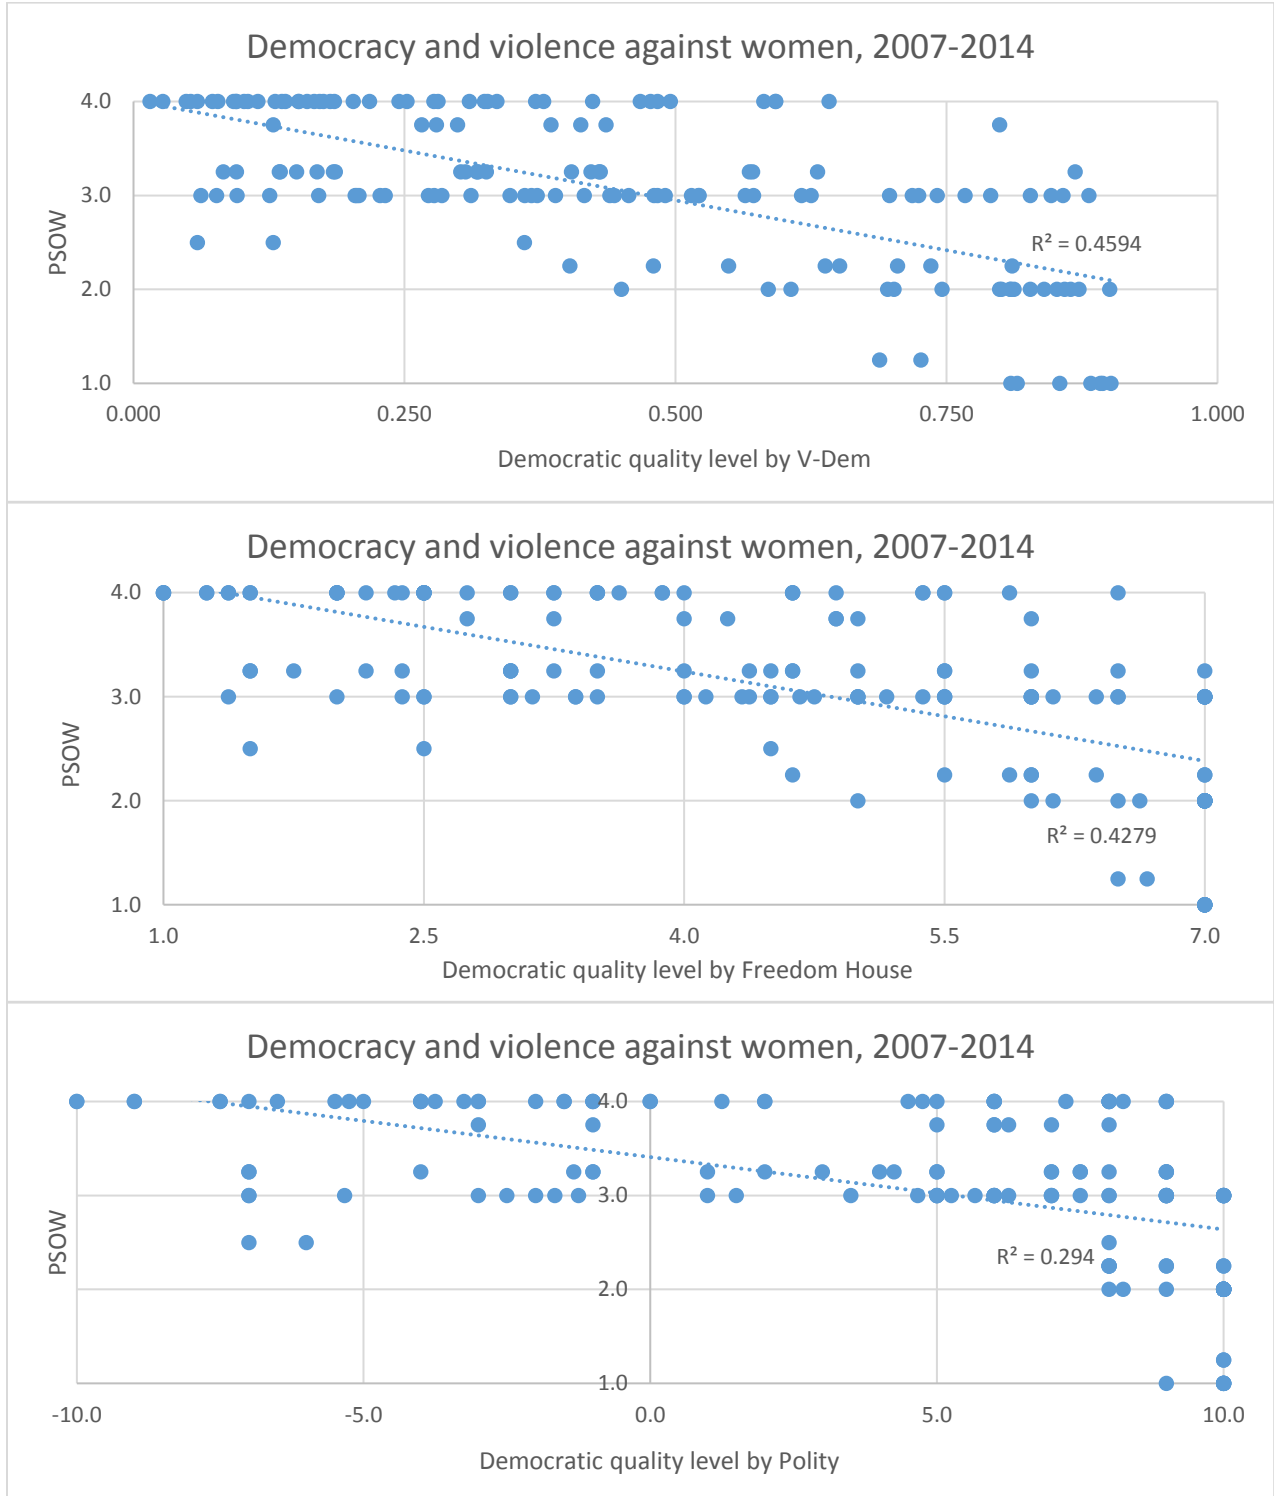 Democracy and violence against women, 2007-2014
4.0
3.0
2.0
1.0
PSOW
R² = 0.4594
0.000 0.250 0.500 0.750 1.000
Democratic quality level by V-Dem
Democracy and violence against women, 2007-2014
4.0
3.0
2.0
1.0
PSOW
R² = 0.4279
1.0 2.5 4.0 5.5 7.0
Democratic quality level by Freedom House
Democracy and violence against women, 2007-2014
4.0
3.0
2.0
1.0
PSOW
R² = 0.294
-10.0 -5.0 0.0 5.0 10.0
Democratic quality level by Polity